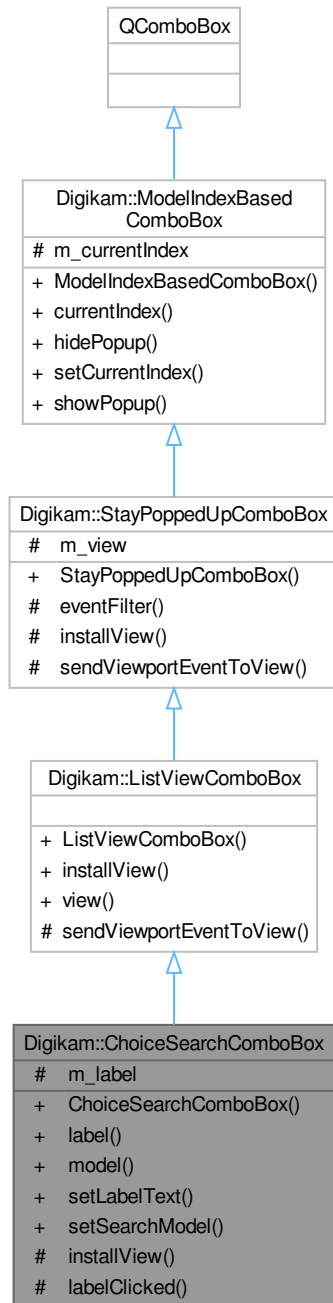 QComboBox
Digikam::ModelIndexBased
ComboBox
# m_currentIndex
+ ModelIndexBasedComboBox()
+ currentIndex()
+ hidePopup()
+ setCurrentIndex()
+ showPopup()
Digikam::StayPoppedUpComboBox
# m_view
+ StayPoppedUpComboBox()
# eventFilter()
# installView()
# sendViewportEventToView()
Digikam::ListViewComboBox
+ ListViewComboBox()
+ installView()
+ view()
# sendViewportEventToView()
Digikam::ChoiceSearchComboBox
# m_label
+ ChoiceSearchComboBox()
+ label()
+ model()
+ setLabelText()
+ setSearchModel()
# installView()
# labelClicked()